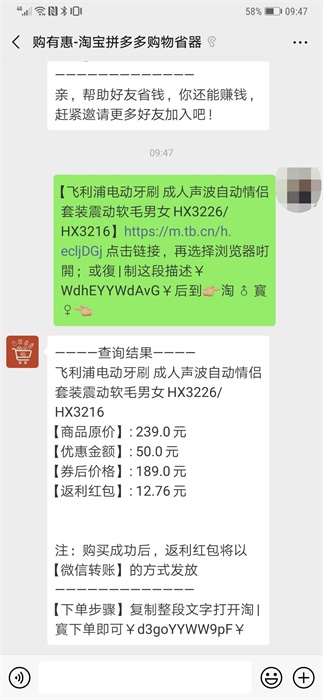 58% 09:47
购有惠-淘宝拼多多购物省器
－－－－－－－－－－－－－
亲，帮助好友省钱，你还能赚钱，
赶紧邀请更多好友加入吧！
09:47
【飞利浦电动牙刷 成人声波自动情侣
套装震动软毛男女 HX3226/
HX3216】https://m.tb.cn/h.
ecljDGj 点击链接，再选择浏览器咑
閞；或復|制这段描述￥
WdhEYYWdAvG￥后到👉淘♂寳
♀👈
－－－－查询结果－－－－
飞利浦电动牙刷 成人声波自动情侣
套装震动软毛男女 HX3226/
HX3216
【商品原价】: 239.0 元
【优惠金额】: 50.0 元
【券后价格】: 189.0 元
【返利红包】: 12.76 元
注：购买成功后，返利红包将以
【微信转账】的方式发放
－－－－－－－－－－－－－
【下单步骤】复制整段文字打开淘|
寳下单即可￥d3goYYWW9pF￥